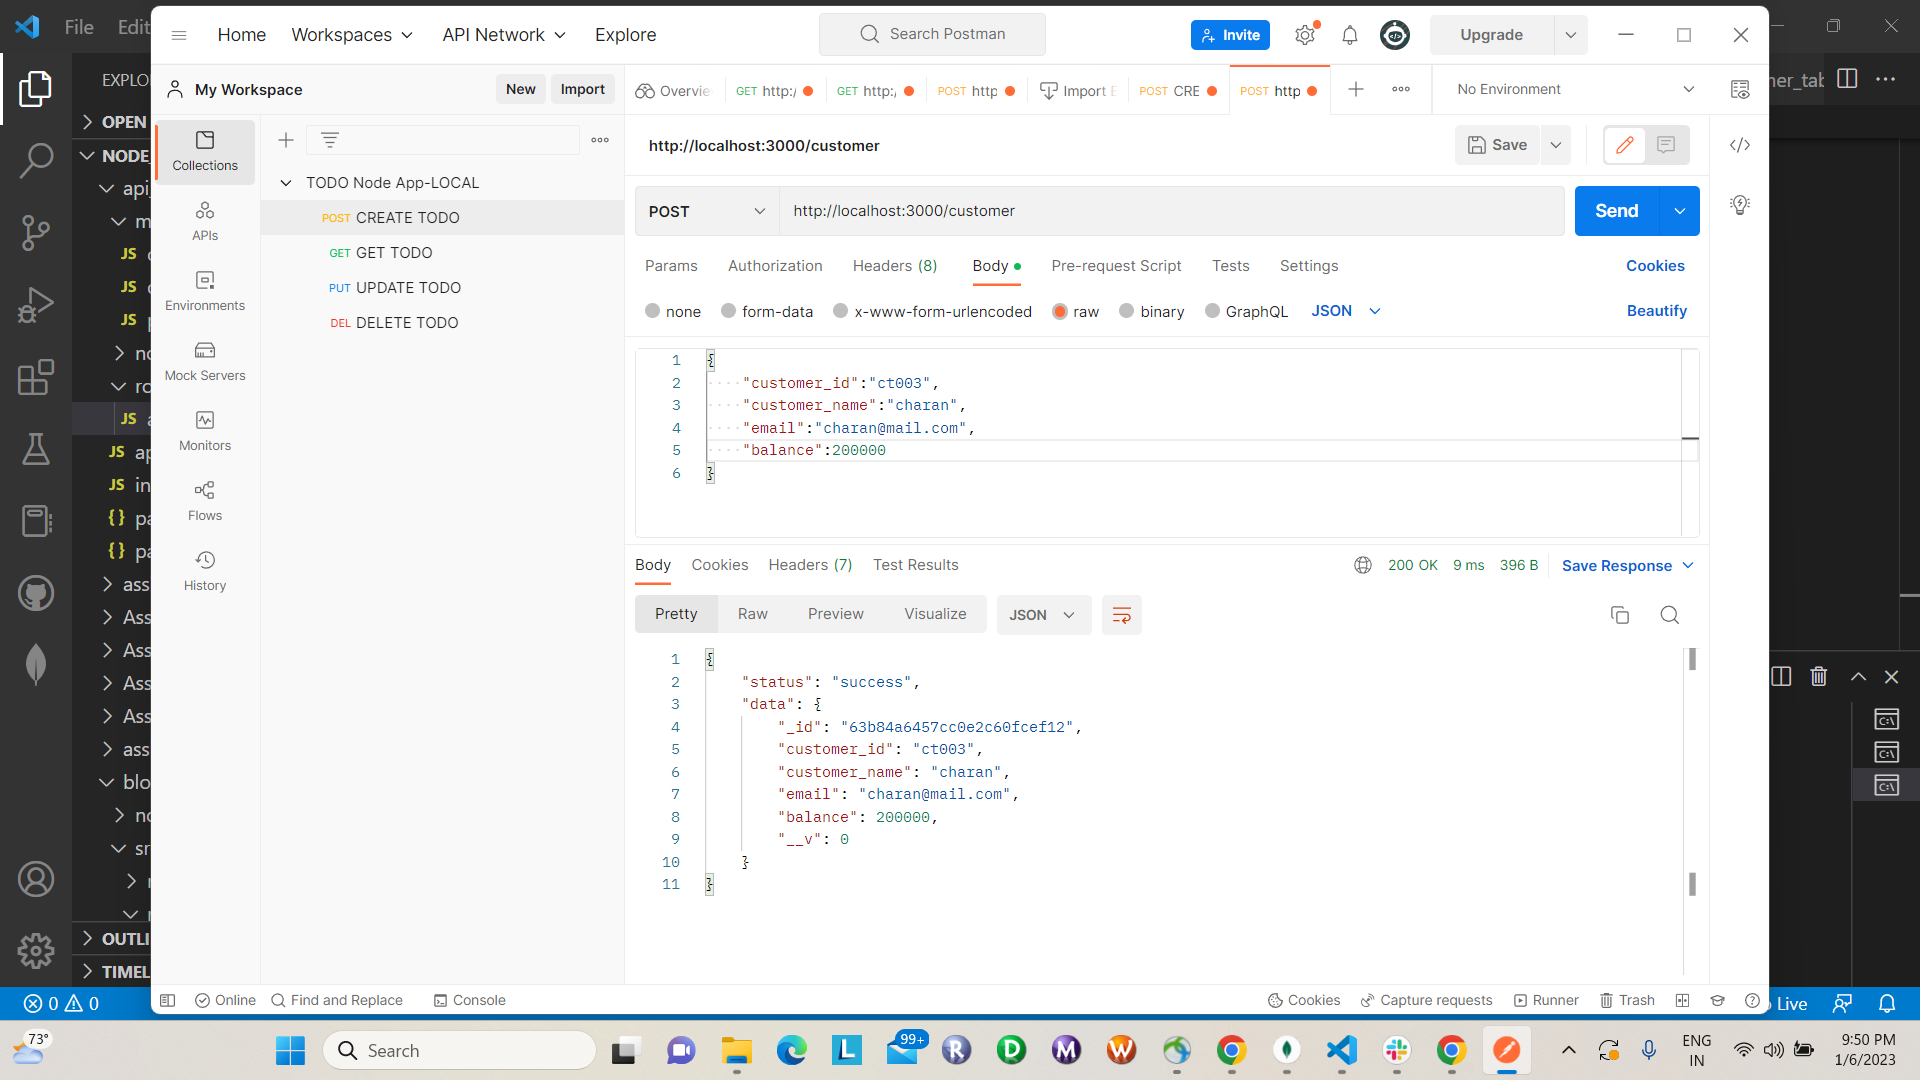 File Edit
Home Workspaces API Network Explore
Search Postman
Invite
Upgrade
EXPLO
My Workspace New Import
Overvie GET http:/ GET http:/ POST http Import E POST CRE POST http
No Environment
er_tab
OPEN
NODE_
api_
m
JS
JS
JS
JS
JS ap
JS in
{ } pa
{ } pa
ass
Ass
Ass
Ass
Ass
ass
blo
no
sr
OUTLI
TIMEL
Collections
APIs
Environments
Mock Servers
Monitors
Flows
History
TODO Node App-LOCAL
POST CREATE TODO
GET GET TODO
PUT UPDATE TODO
DEL DELETE TODO
http://localhost:3000/customer
Save
POST http://localhost:3000/customer
Send
Params Authorization Headers (8) Body Pre-request Script Tests Settings Cookies
none form-data x-www-form-urlencoded raw binary GraphQL JSON Beautify
1 {
2 "customer_id":"ct003",
3 "customer_name":"charan",
4 "email":"charan@mail.com",
5 "balance":200000
6 }
Body Cookies Headers (7) Test Results 200 OK 9 ms 396 B Save Response
Pretty Raw Preview Visualize JSON
1 {
2 "status": "success",
3 "data": {
4 "_id": "63b84a6457cc0e2c60fcef12",
5 "customer_id": "ct003",
6 "customer_name": "charan",
7 "email": "charan@mail.com",
8 "balance": 200000,
9 "__v": 0
10 }
11 }
0 0
Online Find and Replace Console
Cookies Capture requests Runner Trash
Live
73°
Search
99+
ENG
IN
9:50 PM
1/6/2023